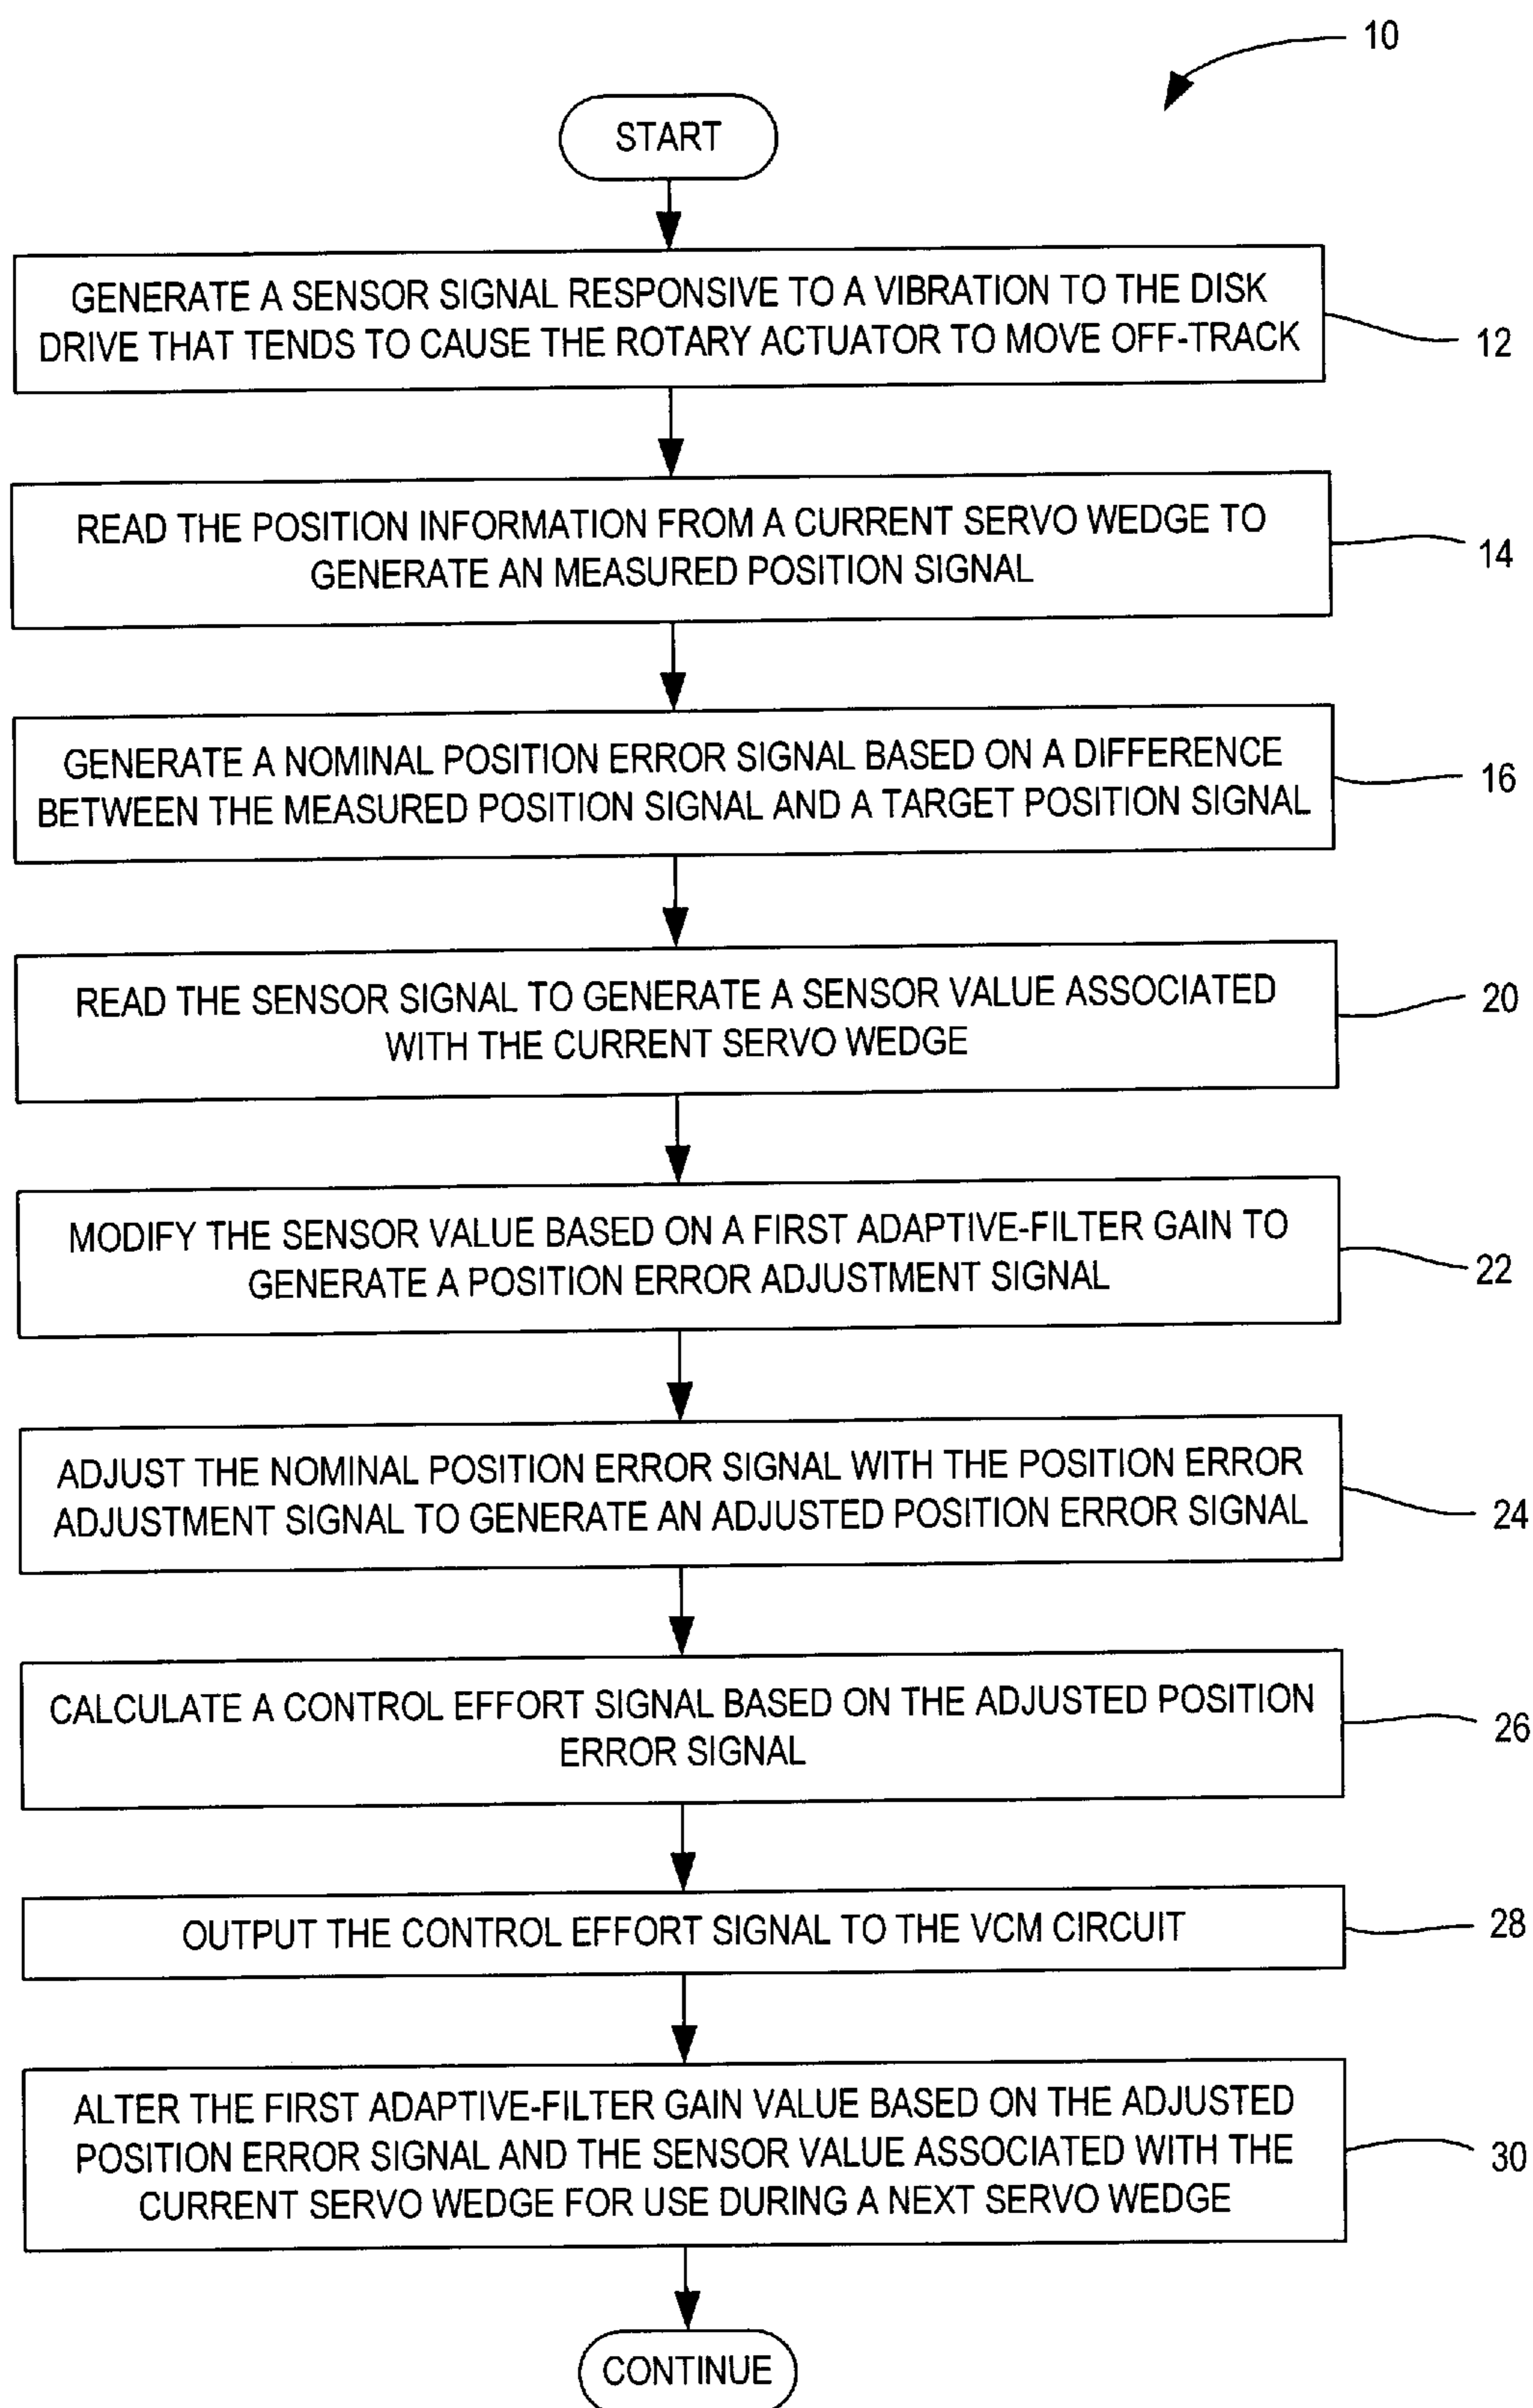 10
START
GENERATE A SENSOR SIGNAL RESPONSIVE TO A VIBRATION TO THE DISK
DRIVE THAT TENDS TO CAUSE THE ROTARY ACTUATOR TO MOVE OFF-TRACK
12
READ THE POSITION INFORMATION FROM A CURRENT SERVO WEDGE TO
GENERATE AN MEASURED POSITION SIGNAL
14
GENERATE A NOMINAL POSITION ERROR SIGNAL BASED ON A DIFFERENCE
BETWEEN THE MEASURED POSITION SIGNAL AND A TARGET POSITION SIGNAL
16
READ THE SENSOR SIGNAL TO GENERATE A SENSOR VALUE ASSOCIATED
WITH THE CURRENT SERVO WEDGE
20
MODIFY THE SENSOR VALUE BASED ON A FIRST ADAPTIVE-FILTER GAIN TO
GENERATE A POSITION ERROR ADJUSTMENT SIGNAL
22
ADJUST THE NOMINAL POSITION ERROR SIGNAL WITH THE POSITION ERROR
ADJUSTMENT SIGNAL TO GENERATE AN ADJUSTED POSITION ERROR SIGNAL
24
CALCULATE A CONTROL EFFORT SIGNAL BASED ON THE ADJUSTED POSITION
ERROR SIGNAL
26
OUTPUT THE CONTROL EFFORT SIGNAL TO THE VCM CIRCUIT
28
ALTER THE FIRST ADAPTIVE-FILTER GAIN VALUE BASED ON THE ADJUSTED
POSITION ERROR SIGNAL AND THE SENSOR VALUE ASSOCIATED WITH THE
CURRENT SERVO WEDGE FOR USE DURING A NEXT SERVO WEDGE
30
CONTINUE